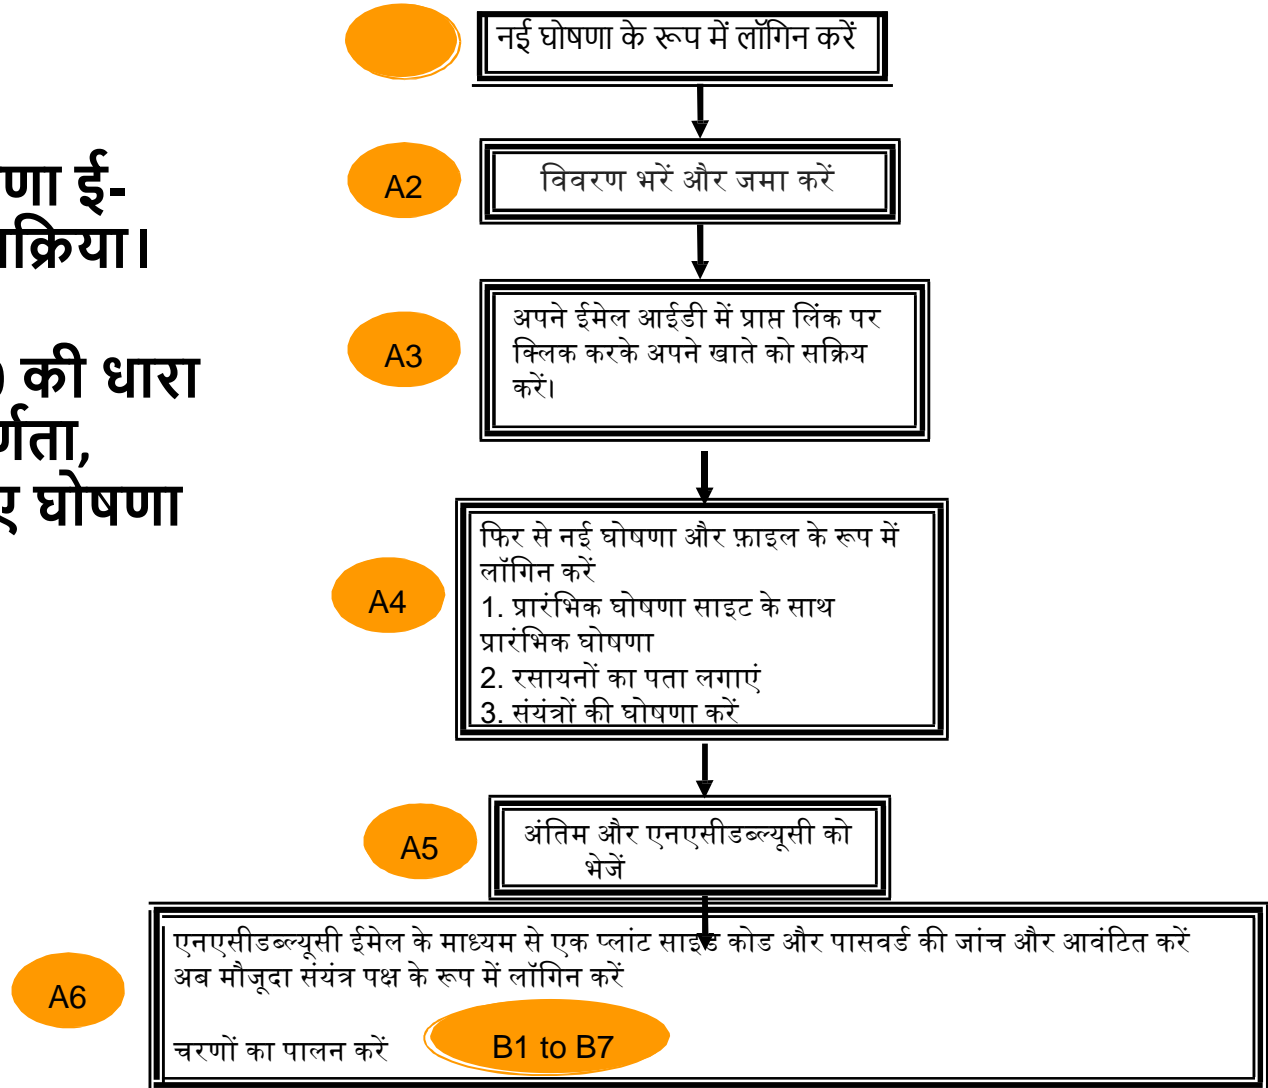 नई घोषणा के रूप में लॉगिन करें
A2
विवरण भरें और जमा करें
णा ई-
क्रिया।
A3
अपने ईमेल आईडी में प्राप्त लिंक पर
क्लिक करके अपने खाते को सक्रिय
करें।
की धारा
र्णता,
ए घोषणा
A4
फिर से नई घोषणा और फ़ाइल के रूप में
लॉगिन करें
1. प्रारंभिक घोषणा साइट के साथ
प्रारंभिक घोषणा
2. रसायनों का पता लगाएं
3. संयंत्रों की घोषणा करें
A5
अंतिम और एनएसीडब्ल्यूसी को
भेजें
A6
एनएसीडब्ल्यूसी ईमेल के माध्यम से एक प्लांट साइड कोड और पासवर्ड की जांच और आवंटित करें
अब मौजूदा संयंत्र पक्ष के रूप में लॉगिन करें
चरणों का पालन करें
B1 to B7